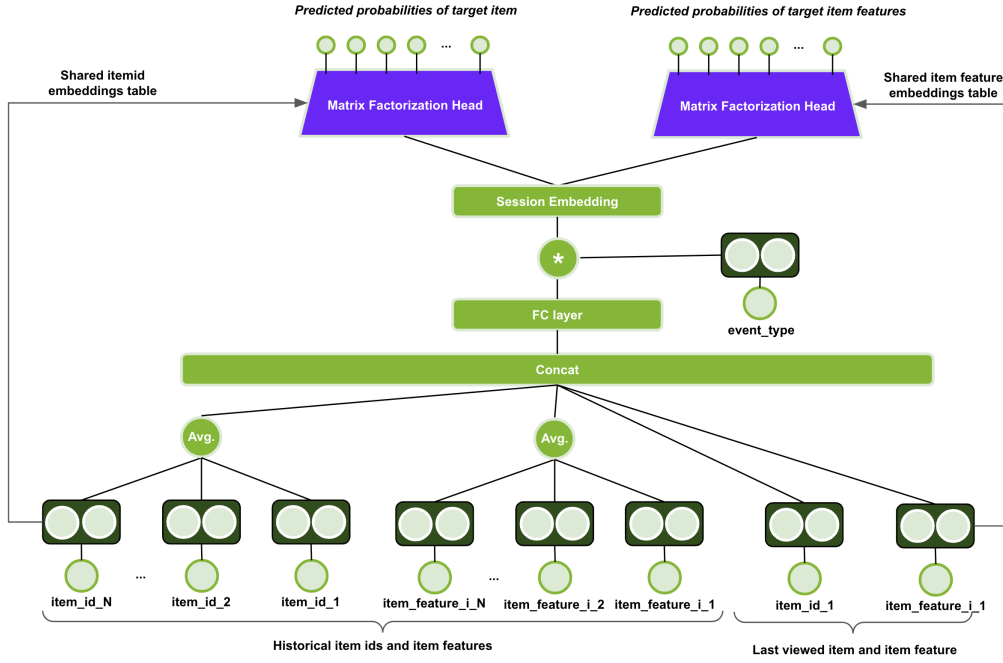 Predicted probabilities of target item
Predicted probabilities of target item features
...
...
Shared itemid
embeddings table
Matrix Factorization Head
Matrix Factorization Head
Shared item feature
embeddings table
Session Embedding
*
FC layer
event_type
Concat
Avg.
Avg.
...
...
item_id_N
item_id_2
item_id_1
item_feature_i_N
item_feature_i_2
item_feature_i_1
item_id_1
item_feature_i_1
Historical item ids and item features
Last viewed item and item feature